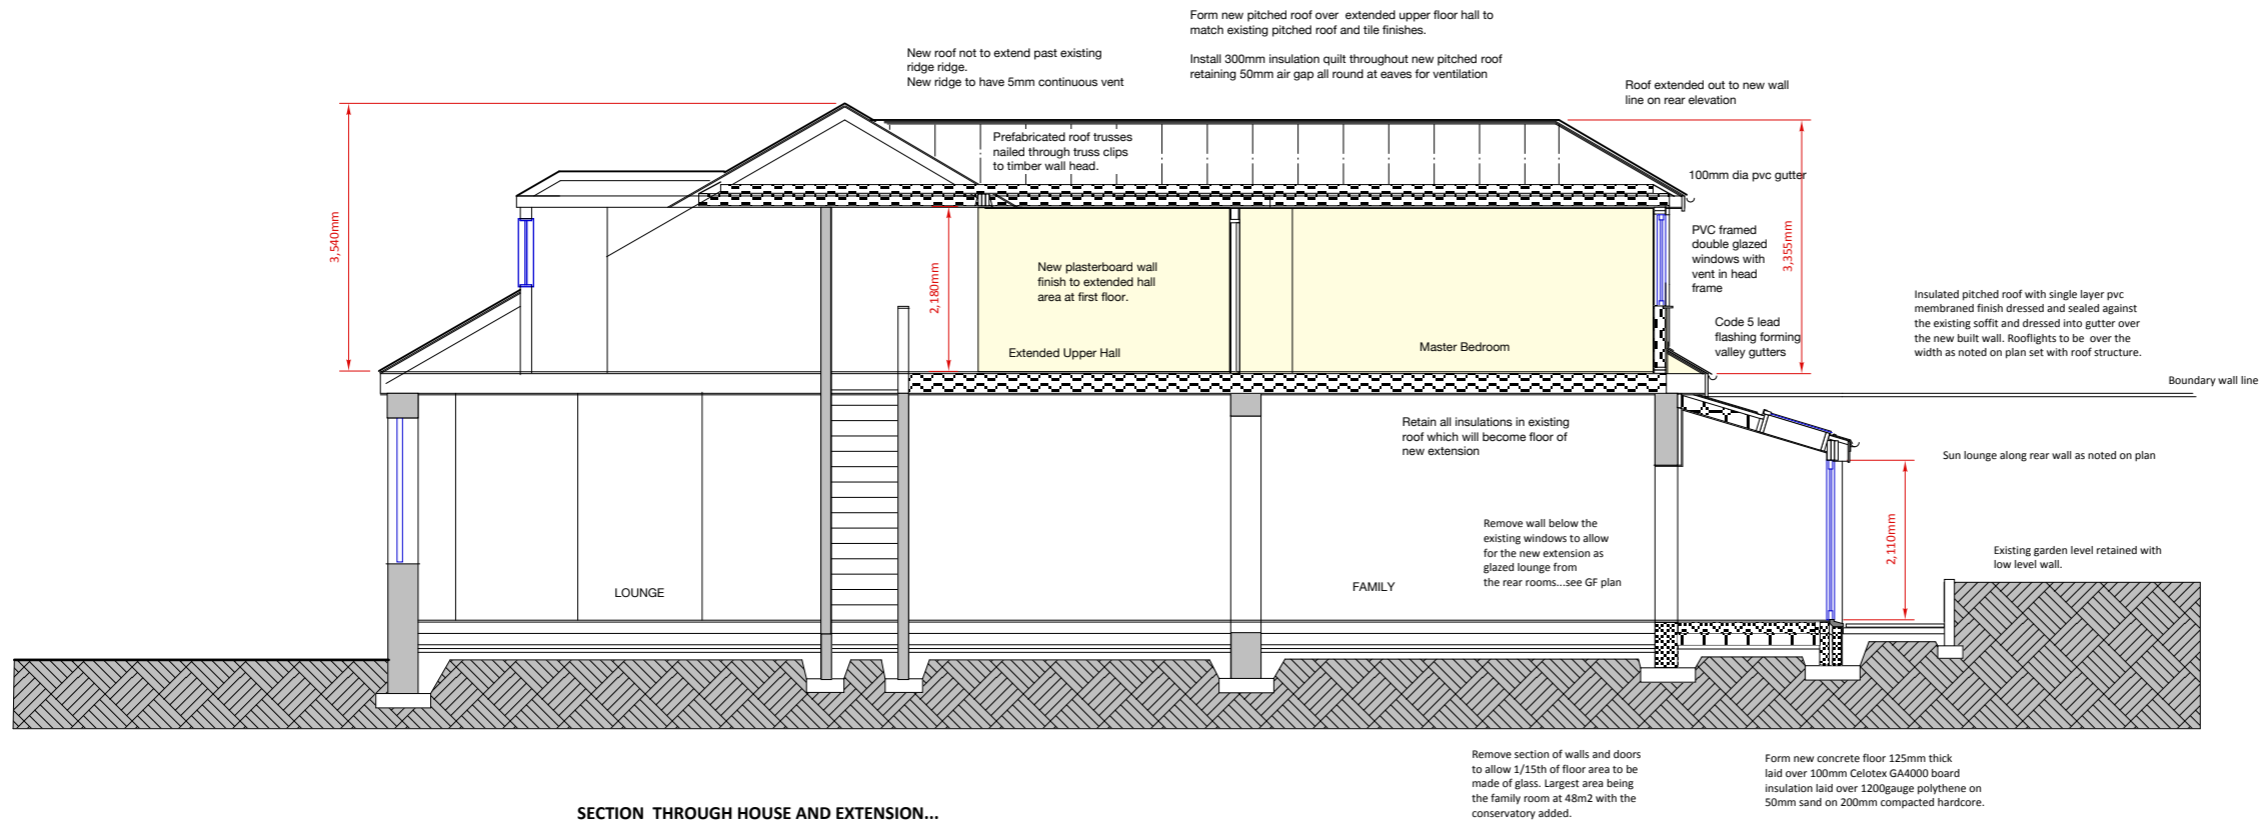 Form new pitched roof over extended upper floor hall to
match existing pitched roof and tile finishes.
Install 300mm insulation quilt throughout new pitched roof
retaining 50mm air gap all round at eaves for ventilation
New roof not to extend past existing
ridge ridge.
New ridge to have 5mm continuous vent
Roof extended out to new wall
line on rear elevation
Prefabricated roof trusses
nailed through truss clips
to timber wall head.
100mm dia pvc gutter
3,540mm
2,180mm
3,355mm
PVC framed
double glazed
windows with
vent in head
frame
New plasterboard wall
finish to extended hall
area at first floor.
Insulated pitched roof with single layer pvc
membraned finish dressed and sealed against
the existing soffit and dressed into gutter over
the new built wall. Rooflights to be over the
width as noted on plan set with roof structure.
Code 5 lead
flashing forming
valley gutters
Extended Upper Hall
Master Bedroom
Boundary wall line
Retain all insulations in existing
roof which will become floor of
new extension
Sun lounge along rear wall as noted on plan
2,110mm
Remove wall below the
existing windows to allow
for the new extension as
glazed lounge from
the rear rooms...see GF plan
Existing garden level retained with
low level wall.
LOUNGE
FAMILY
Remove section of walls and doors
to allow 1/15th of floor area to be
made of glass. Largest area being
the family room at 48m2 with the
conservatory added.
Form new concrete floor 125mm thick
laid over 100mm Celotex GA4000 board
insulation laid over 1200gauge polythene on
50mm sand on 200mm compacted hardcore.
SECTION THROUGH HOUSE AND EXTENSION...